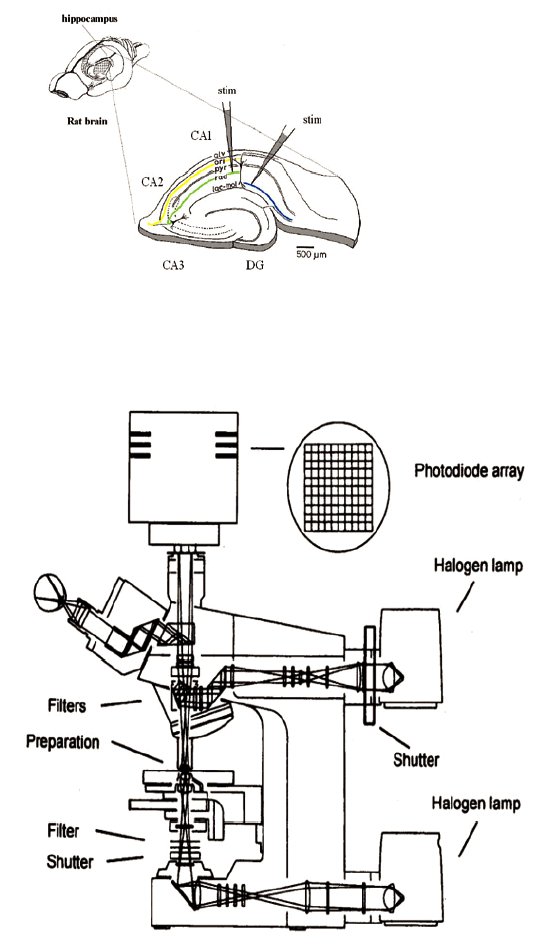 hippocampus
Rat brain
stim
stim
CA1
alv
ori
pyr
rad
lac-mol
CA2
500 µm
CA3
DG
Photodiode array
Halogen lamp
Filters
Preparation
Shutter
Halogen lamp
Filter
Shutter